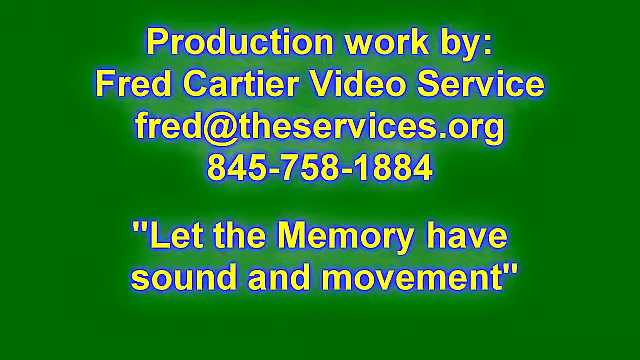 Production work by:
Fred Cartier Video Service
fred@theservices.org
845-758-1884
"Let the Memory have
sound and movement"